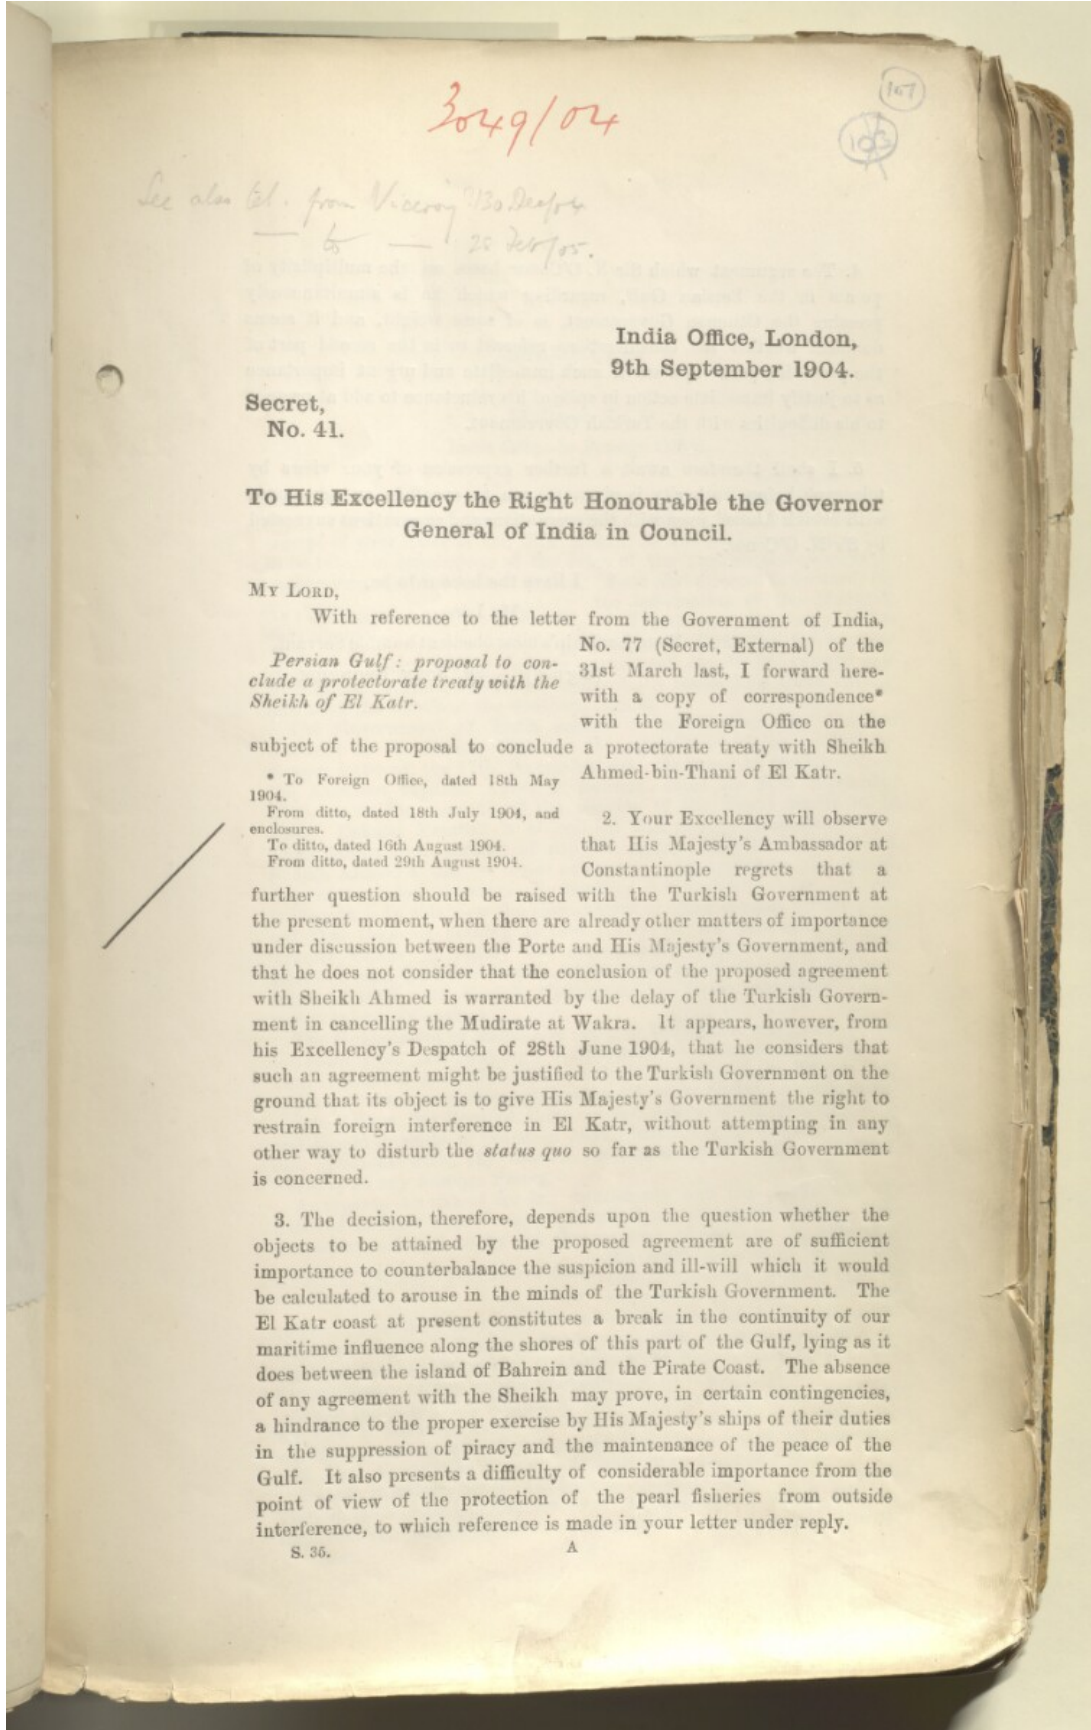 3049/04
107
103
See also tel. from Viceroy 30 Dec/04
— to — 20 Feb/05.
India Office, London,
9th September 1904.
Secret,
No. 41.
To His Excellency the Right Honourable the Governor
General of India in Council.
MY LORD,
With reference to the letter from the Government of India,
No. 77 (Secret, External) of the
31st March last, I forward here-
with a copy of correspondence*
with the Foreign Office on the
Persian Gulf: proposal to con-
clude a protectorate treaty with the
Sheikh of El Katr.
subject of the proposal to conclude a protectorate treaty with Sheikh
Ahmed-bin-Thani of El Katr.
* To Foreign Office, dated 18th May
1904.
From ditto, dated 18th July 1904, and
enclosures.
To ditto, dated 16th August 1904.
From ditto, dated 29th August 1904.
2. Your Excellency will observe
that His Majesty's Ambassador at
Constantinople regrets that a
further question should be raised with the Turkish Government at
the present moment, when there are already other matters of importance
under discussion between the Porte and His Majesty's Government, and
that he does not consider that the conclusion of the proposed agreement
with Sheikh Ahmed is warranted by the delay of the Turkish Govern-
ment in cancelling the Mudirate at Wakra. It appears, however, from
his Excellency's Despatch of 28th June 1904, that he considers that
such an agreement might be justified to the Turkish Government on the
ground that its object is to give His Majesty's Government the right to
restrain foreign interference in El Katr, without attempting in any
other way to disturb the status quo so far as the Turkish Government
is concerned.
3. The decision, therefore, depends upon the question whether the
objects to be attained by the proposed agreement are of sufficient
importance to counterbalance the suspicion and ill-will which it would
be calculated to arouse in the minds of the Turkish Government. The
El Katr coast at present constitutes a break in the continuity of our
maritime influence along the shores of this part of the Gulf, lying as it
does between the island of Bahrein and the Pirate Coast. The absence
of any agreement with the Sheikh may prove, in certain contingencies,
a hindrance to the proper exercise by His Majesty's ships of their duties
in the suppression of piracy and the maintenance of the peace of the
Gulf. It also presents a difficulty of considerable importance from the
point of view of the protection of the pearl fisheries from outside
interference, to which reference is made in your letter under reply.
S. 35.
A